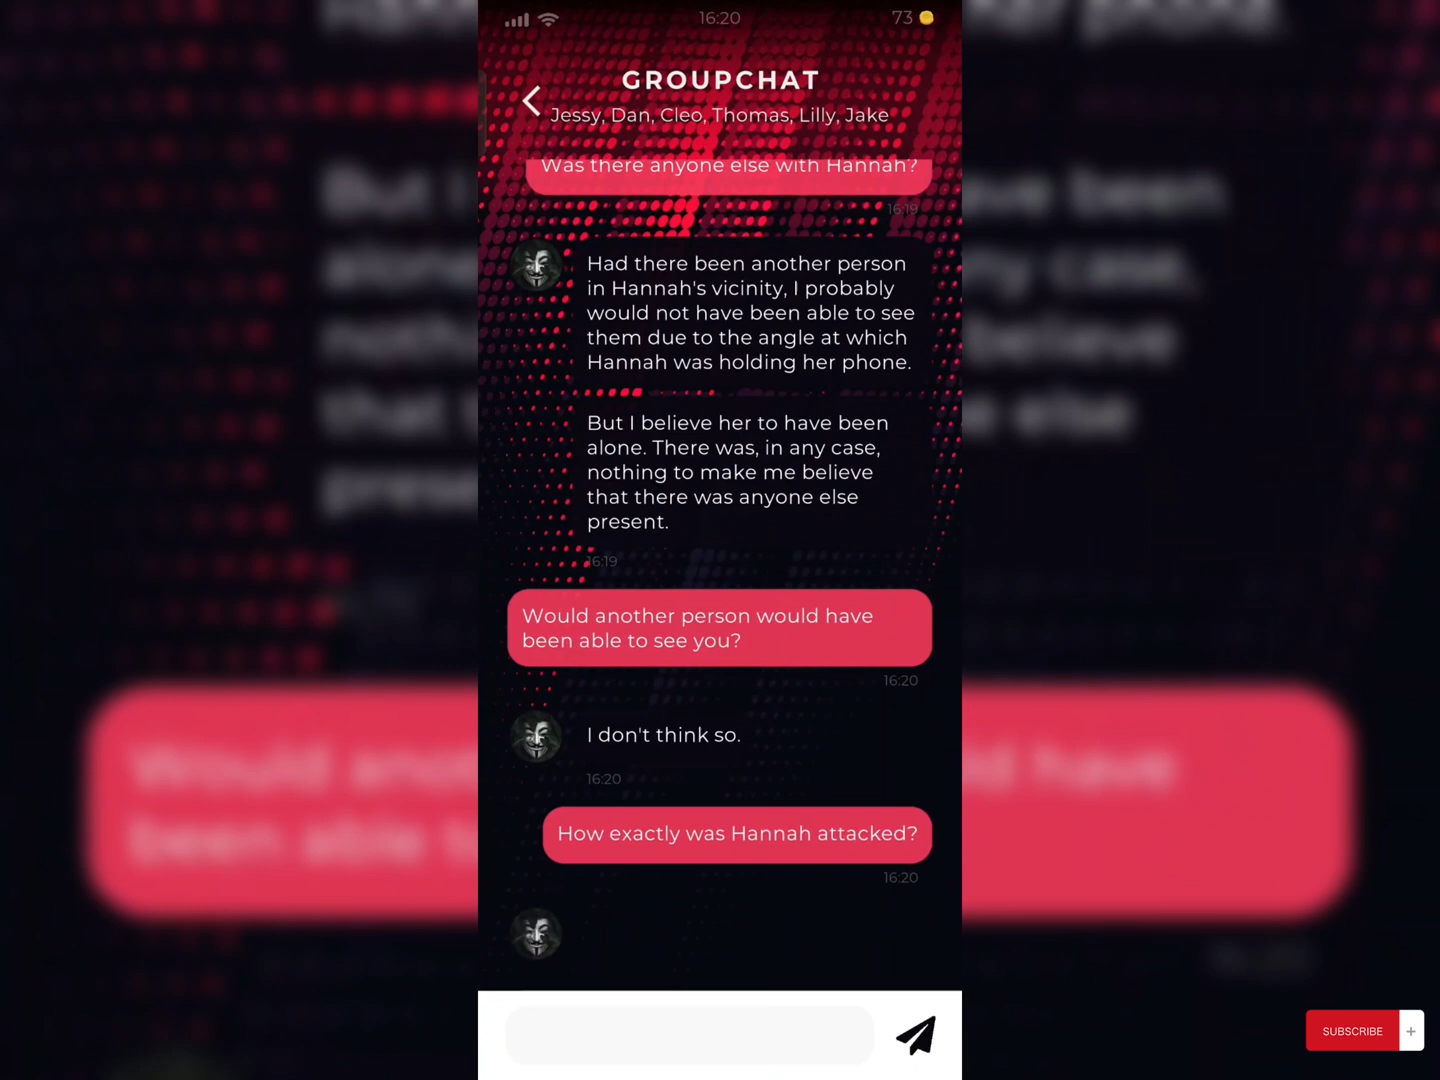 16:20
73
GROUPCHAT
Jessy, Dan, Cleo, Thomas, Lilly, Jake
Was there anyone else with Hannah?
16:19
Had there been another person
in Hannah's vicinity, I probably
would not have been able to see
them due to the angle at which
Hannah was holding her phone.
But I believe her to have been
alone. There was, in any case,
nothing to make me believe
that there was anyone else
present.
16:19
Would another person would have
been able to see you?
16:20
I don't think so.
16:20
How exactly was Hannah attacked?
16:20
SUBSCRIBE